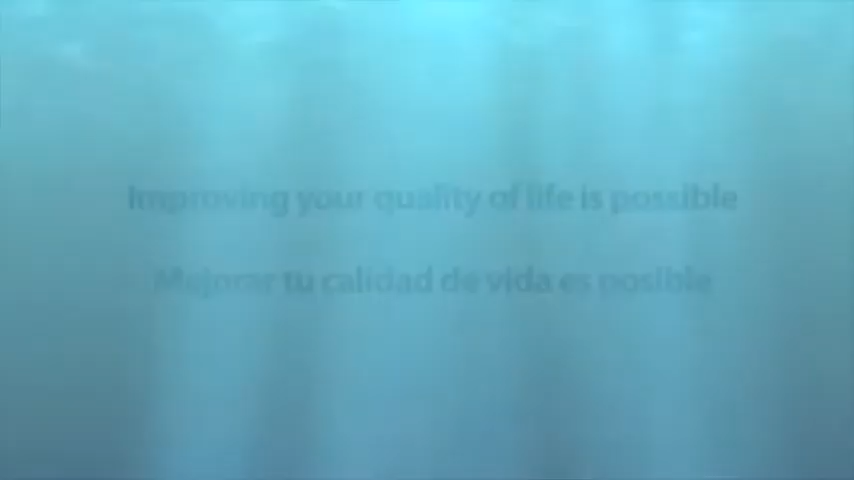 Improving your quality of life is possible
Mejorar tu calidad de vida es posible